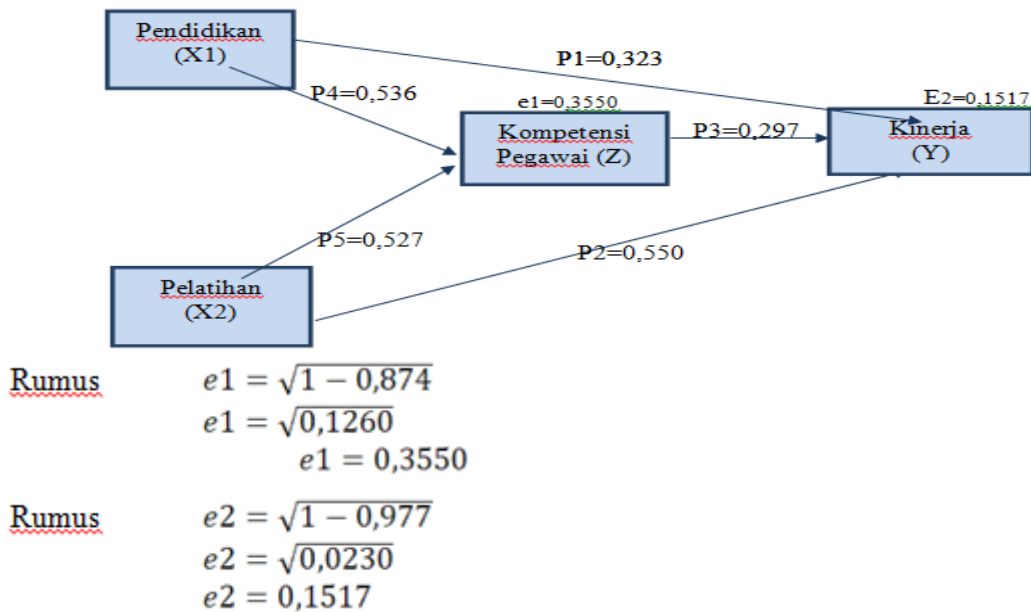 Pendidikan
(X1)
P1=0,323
P4=0,536
e1=0.3550
E2=0,1517
Kompetensi
Pegawai (Z)
P3=0,297
Kinerja
(Y)
P5=0,527
P2=0,550
Pelatihan
(X2)
Rumus e1 = √1 − 0,874
e1 = √0,1260
e1 = 0,3550
Rumus e2 = √1 − 0,977
e2 = √0,0230
e2 = 0,1517